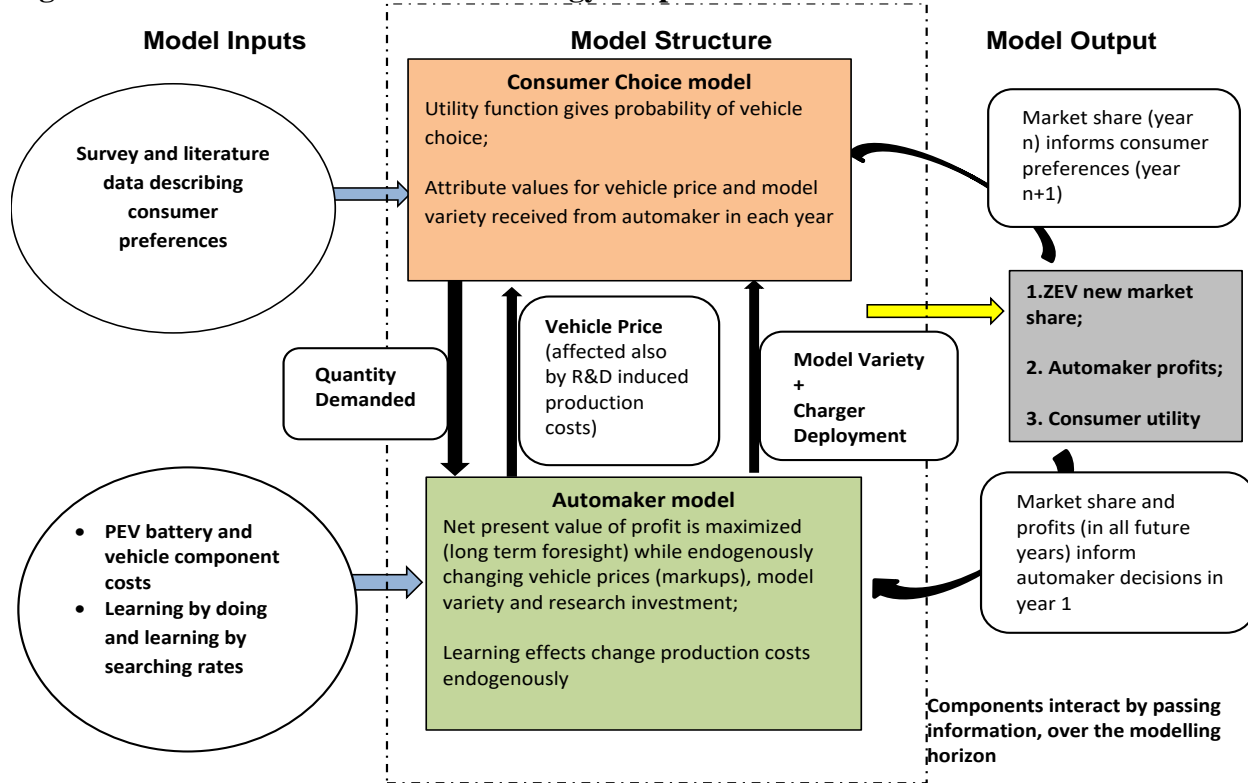 Model Inputs
Model Structure
Model Output
Survey and literature
data describing
consumer
preferences
Consumer Choice model
Utility function gives probability of vehicle
choice;
Attribute values for vehicle price and model
variety received from automaker in each year
Market share (year
n) informs consumer
preferences (year
n+1)
Quantity
Demanded
Vehicle Price
(affected also
by R&D induced
production
costs)
Model Variety
+
Charger
Deployment
1.ZEV new market
share;
2. Automaker profits;
3. Consumer utility
• PEV battery and
vehicle component
costs
• Learning by doing
and learning by
searching rates
Automaker model
Net present value of profit is maximized
(long term foresight) while endogenously
changing vehicle prices (markups), model
variety and research investment;
Learning effects change production costs
endogenously
Market share and
profits (in all future
years) inform
automaker decisions in
year 1
Components interact by passing
information, over the modelling
horizon